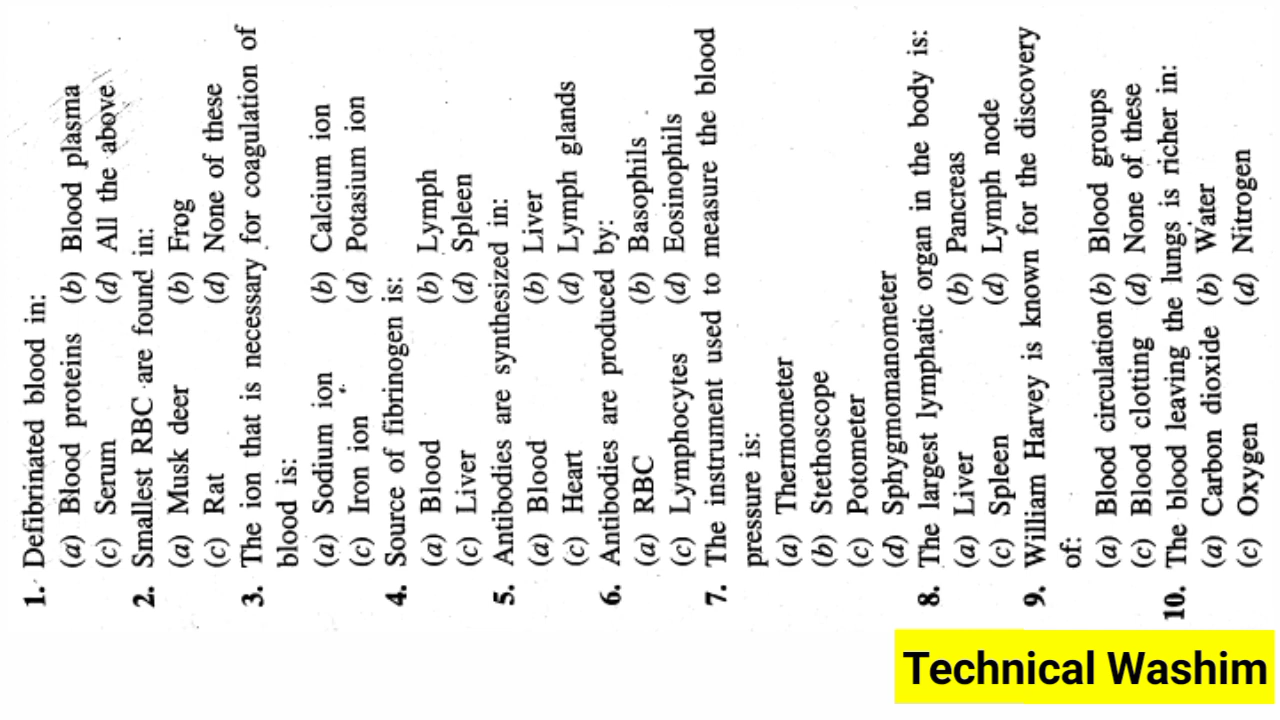 1. Defibrinated blood in:
(a) Blood proteins (b) Blood plasma
(c) Serum (d) All the above
2. Smallest RBC are found in:
(a) Musk deer (b) Frog
(c) Rat (d) None of these
3. The ion that is necessary for coagulation of
blood is:
(a) Sodium ion (b) Calcium ion
(c) Iron ion (d) Potasium ion
4. Source of fibrinogen is:
(a) Blood (b) Lymph
(c) Liver (d) Spleen
5. Antibodies are synthesized in:
(a) Blood (b) Liver
(c) Heart (d) Lymph glands
6. Antibodies are produced by:
(a) RBC (b) Basophils
(c) Lymphocytes (d) Eosinophils
7. The instrument used to measure the blood
pressure is:
(a) Thermometer
(b) Stethoscope
(c) Potometer
(d) Sphygmomanometer
8. The largest lymphatic organ in the body is:
(a) Liver (b) Pancreas
(c) Spleen (d) Lymph node
9. William Harvey is known for the discovery
of:
(a) Blood circulation (b) Blood groups
(c) Blood clotting (d) None of these
10. The blood leaving the lungs is richer in:
(a) Carbon dioxide (b) Water
(c) Oxygen (d) Nitrogen
Technical Washim